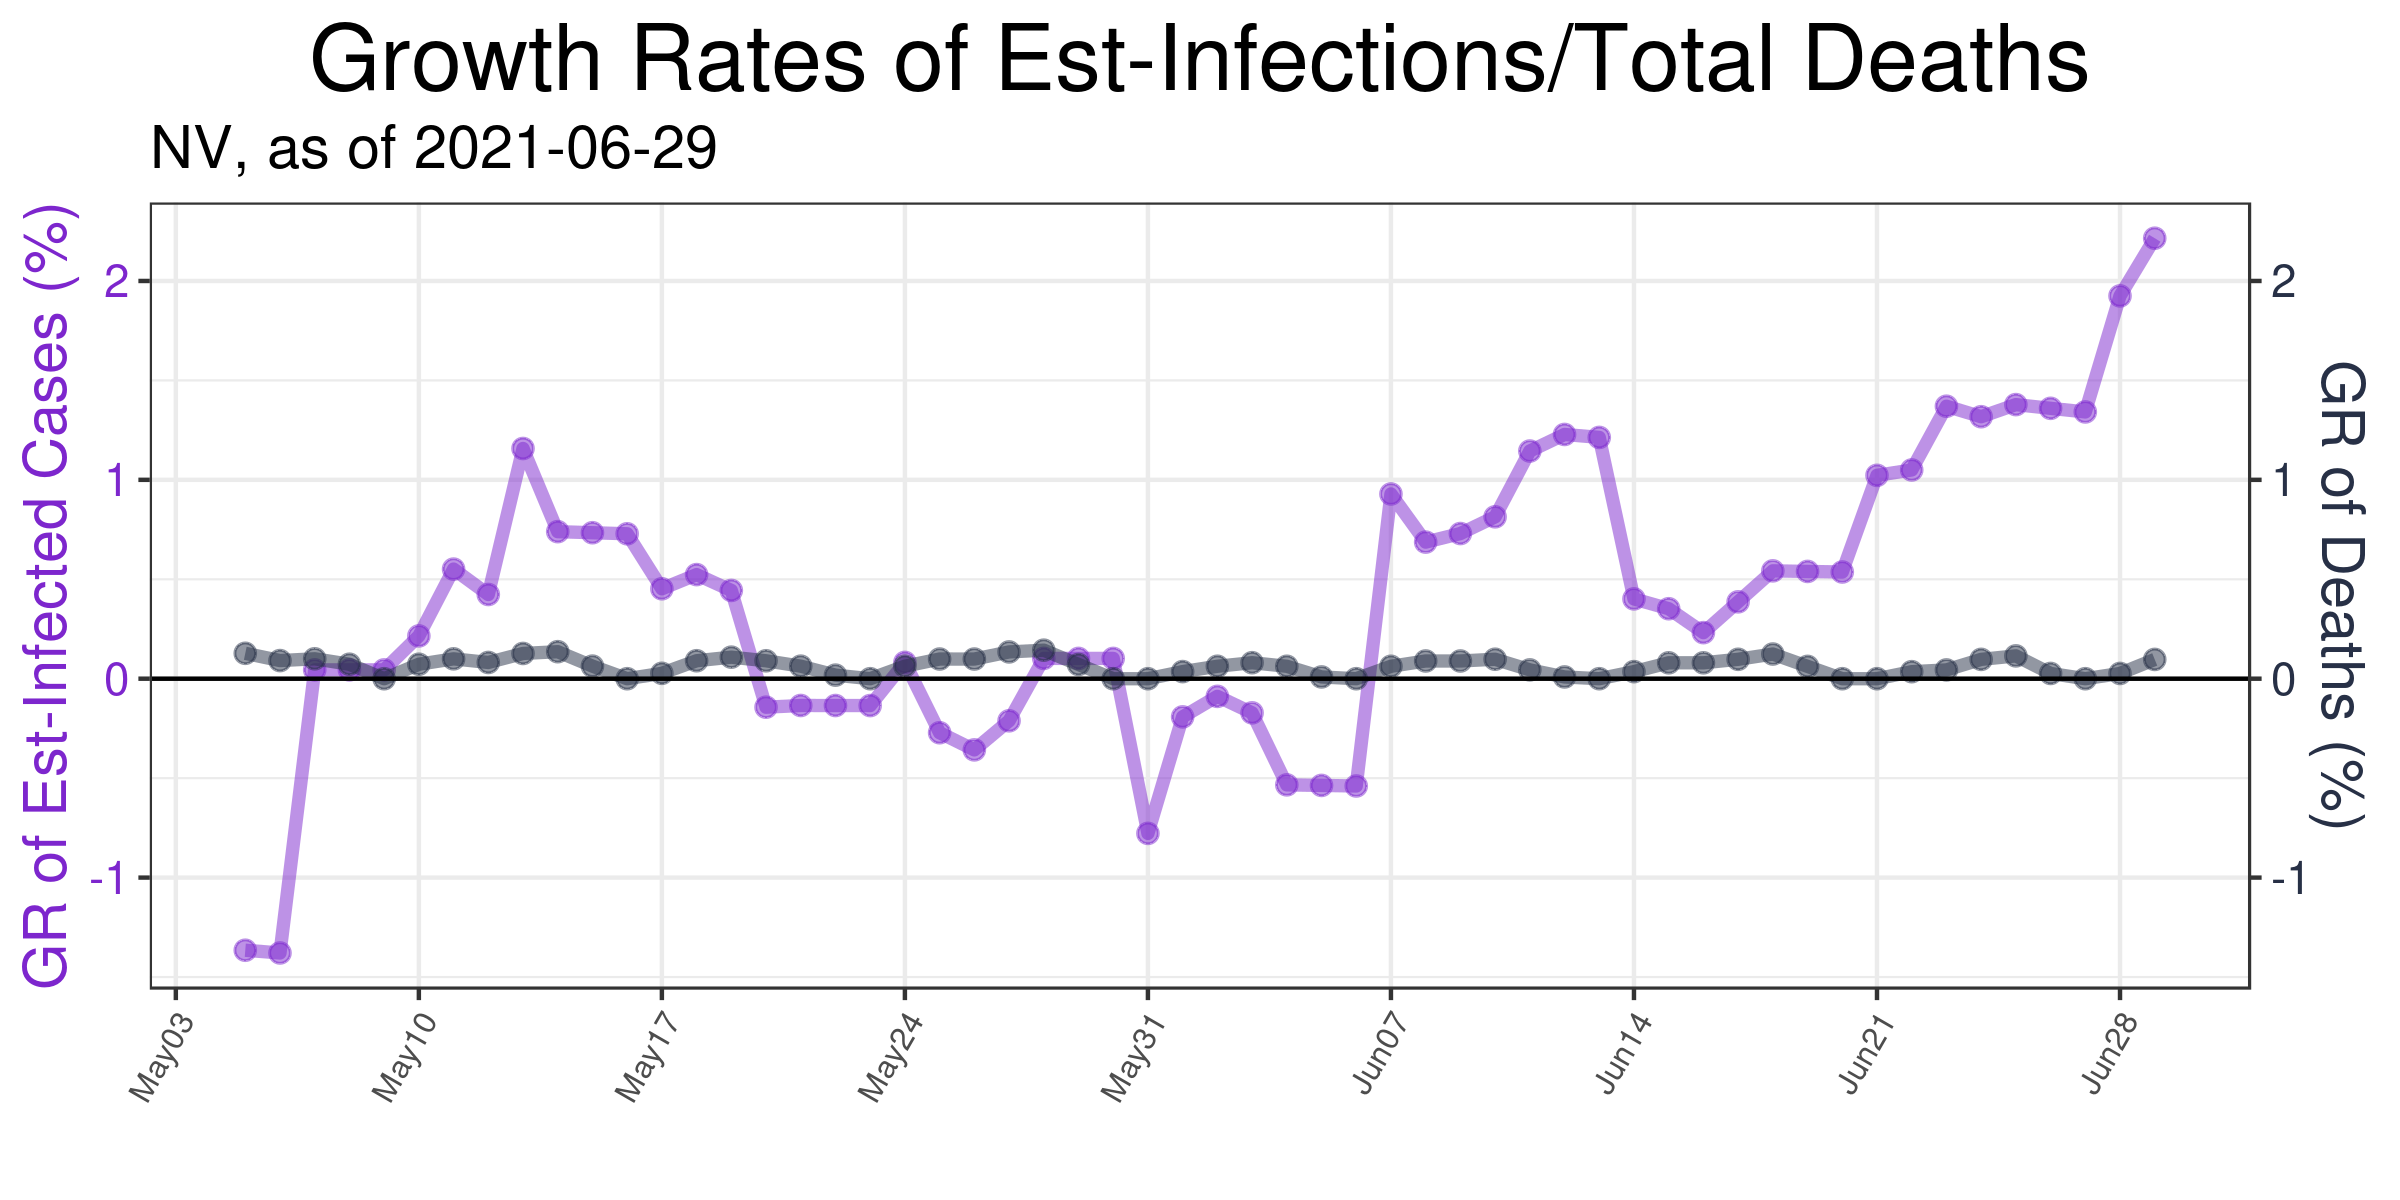 Growth Rates of Est-Infections/Total Deaths
NV, as of 2021-06-29
GR of Est-Infected Cases (%)
2
1
0
-1
2
1
0
-1
GR of Deaths (%)
May03
May10
May17
May24
May31
Jun07
Jun14
Jun21
Jun28